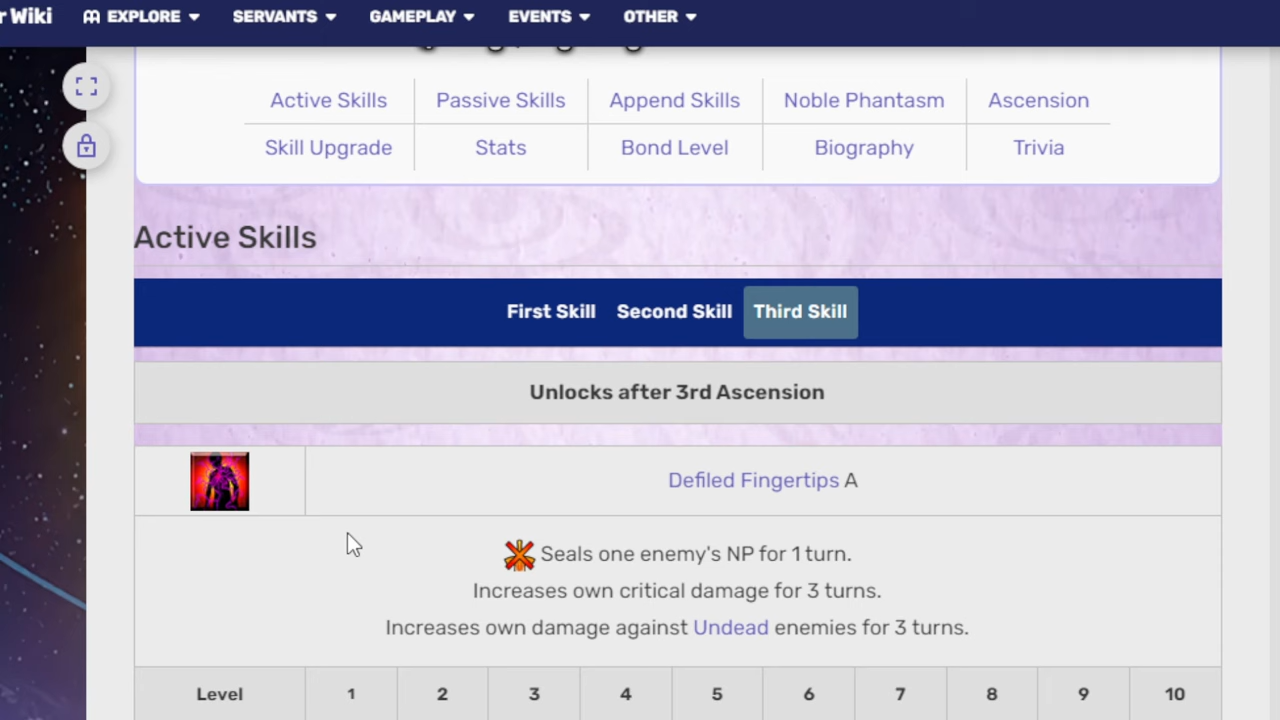 r Wiki EXPLORE SERVANTS GAMEPLAY EVENTS OTHER
Active Skills Passive Skills Append Skills Noble Phantasm Ascension
Skill Upgrade Stats Bond Level Biography Trivia
Active Skills
First Skill Second Skill Third Skill
Unlocks after 3rd Ascension
Defiled Fingertips A
Seals one enemy's NP for 1 turn.
Increases own critical damage for 3 turns.
Increases own damage against Undead enemies for 3 turns.
Level 1 2 3 4 5 6 7 8 9 10